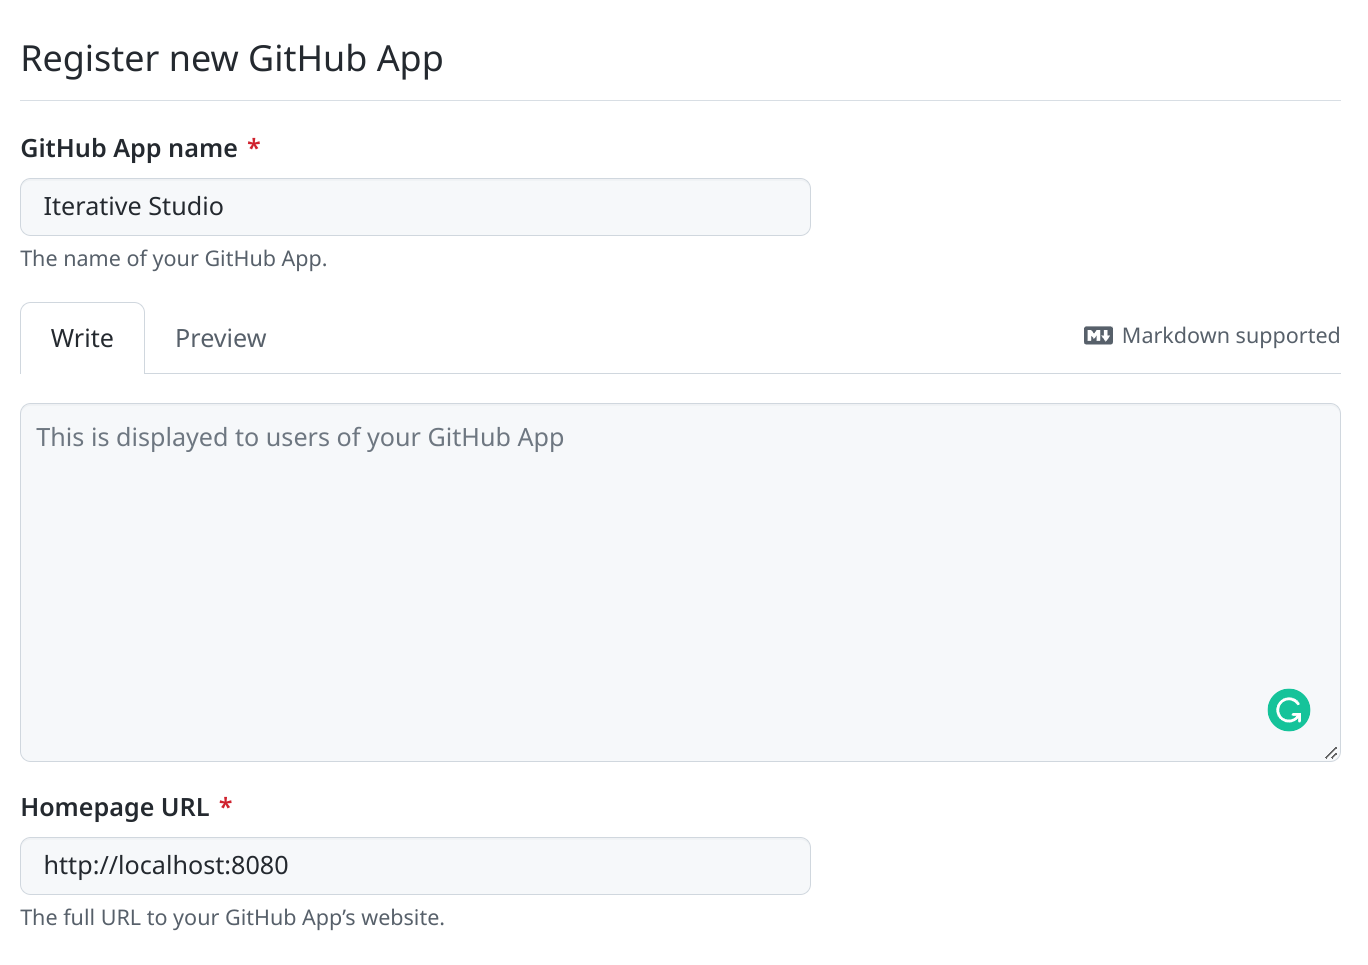 Register new GitHub App
GitHub App name *
Iterative Studio
The name of your GitHub App.
Write Preview Markdown supported
This is displayed to users of your GitHub App
Homepage URL *
http://localhost:8080
The full URL to your GitHub App’s website.